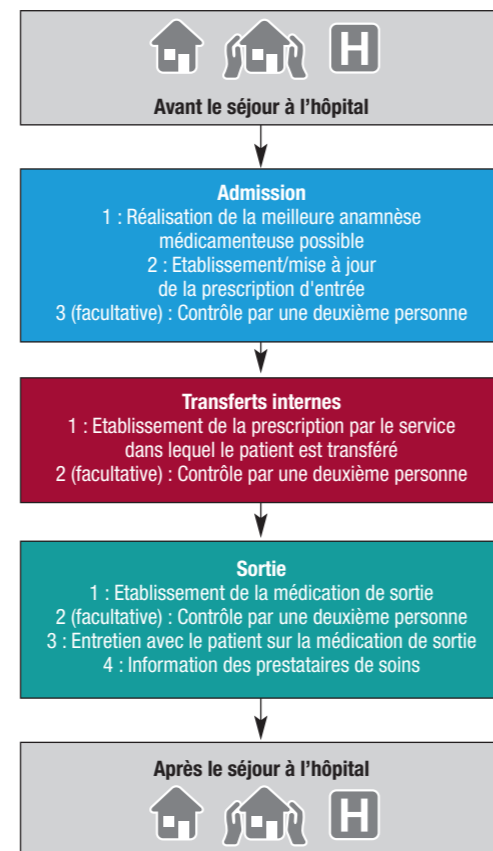 H
Avant le séjour à l’hôpital
Admission
1 : Réalisation de la meilleure anamnèse
médicamenteuse possible
2 : Etablissement/mise à jour
de la prescription d'entrée
3 (facultative) : Contrôle par une deuxième personne
Transferts internes
1 : Etablissement de la prescription par le service
dans lequel le patient est transféré
2 (facultative) : Contrôle par une deuxième personne
Sortie
1 : Etablissement de la médication de sortie
2 (facultative) : Contrôle par une deuxième personne
3 : Entretien avec le patient sur la médication de sortie
4 : Information des prestataires de soins
Après le séjour à l’hôpital
H